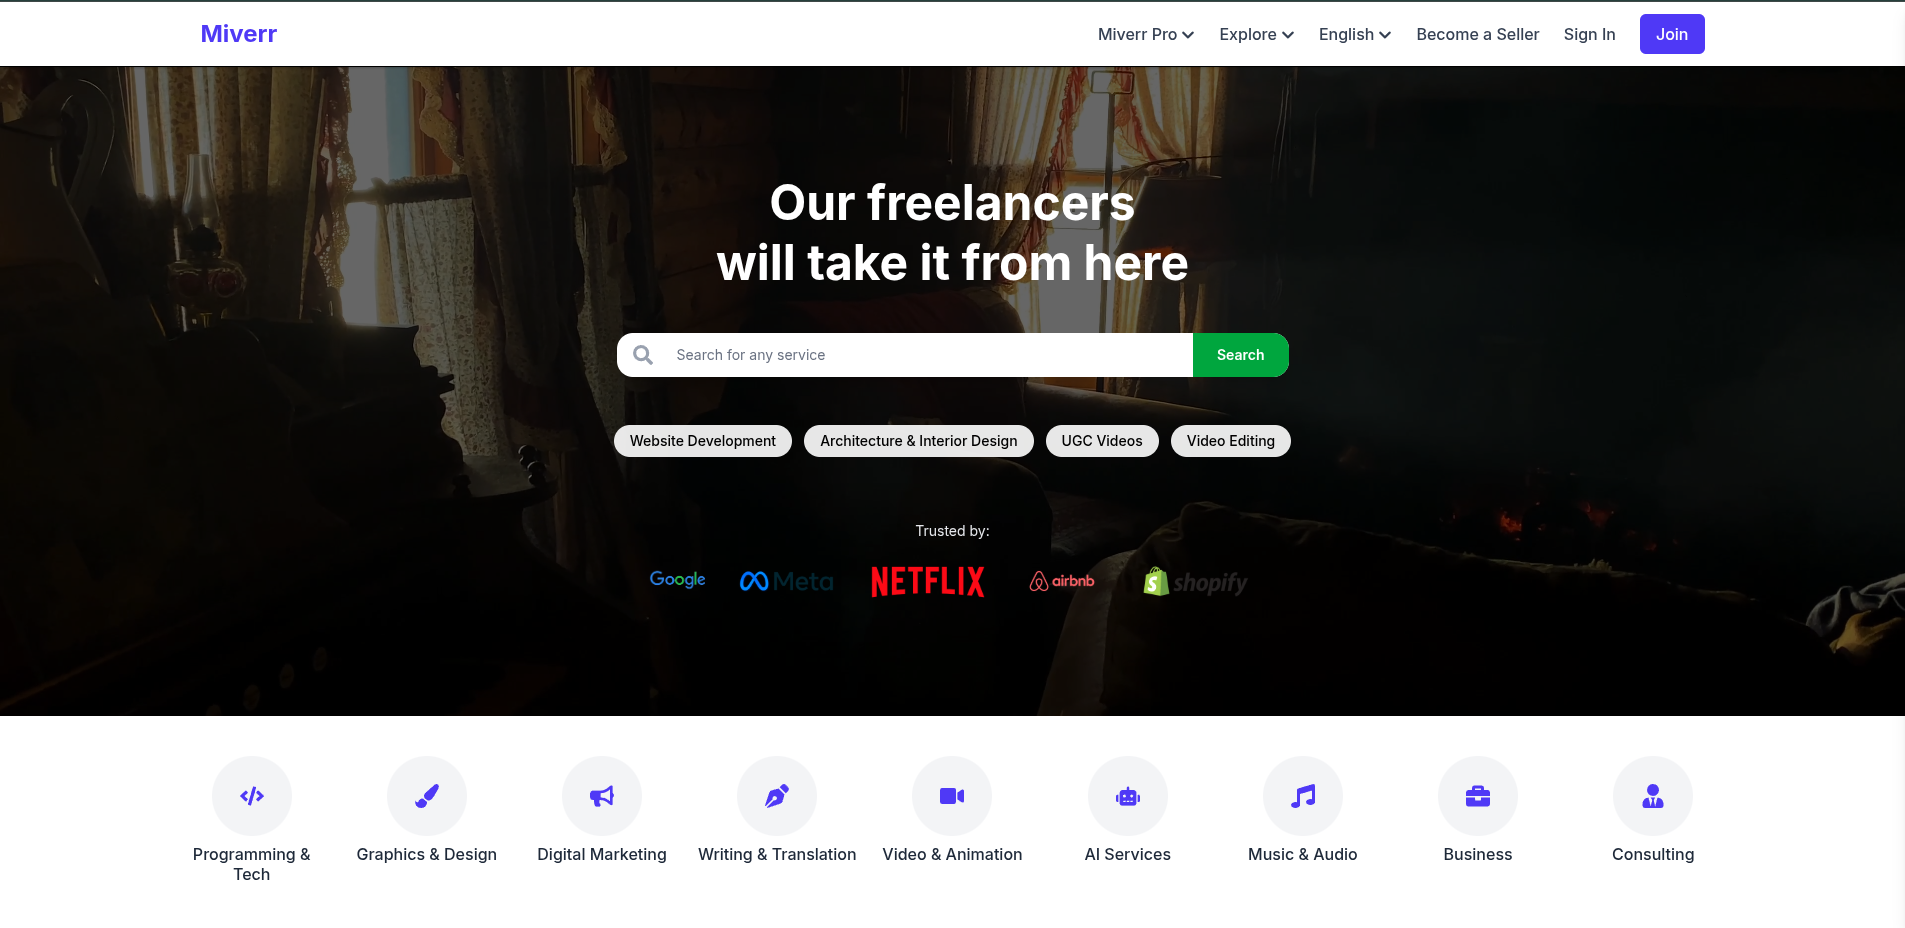 Miverr
Miverr Pro
Explore
English
Become a Seller
Sign In
Join
Our freelancers
will take it from here
Search for any service
Search
Website Development
Architecture & Interior Design
UGC Videos
Video Editing
Trusted by:
Google
Meta
NETFLIX
airbnb
shopify
Programming &
Tech
Graphics & Design
Digital Marketing
Writing & Translation
Video & Animation
AI Services
Music & Audio
Business
Consulting